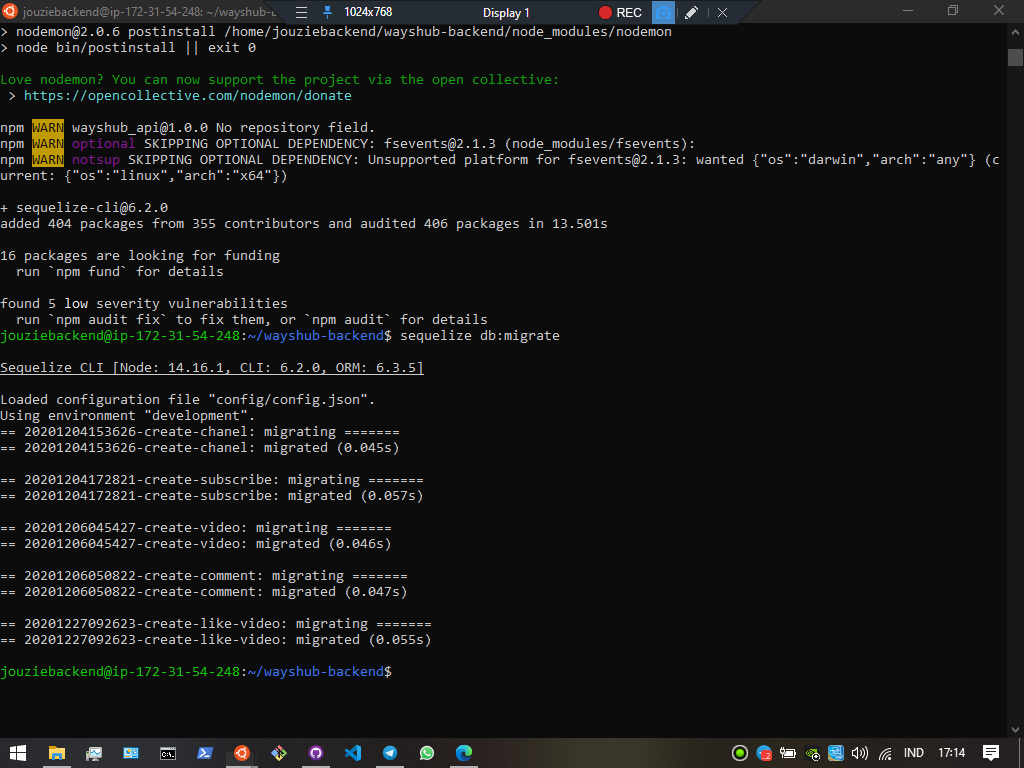 jouziebackend@ip-172-31-54-248: ~/wayshub-b
1024x768
Display 1
REC
> nodemon@2.0.6 postinstall /home/jouziebackend/wayshub-backend/node_modules/nodemon
> node bin/postinstall || exit 0
Love nodemon? You can now support the project via the open collective:
> https://opencollective.com/nodemon/donate
npm WARN wayshub_api@1.0.0 No repository field.
npm WARN optional SKIPPING OPTIONAL DEPENDENCY: fsevents@2.1.3 (node_modules/fsevents):
npm WARN notsup SKIPPING OPTIONAL DEPENDENCY: Unsupported platform for fsevents@2.1.3: wanted {"os":"darwin","arch":"any"} (c
urrent: {"os":"linux","arch":"x64"})
+ sequelize-cli@6.2.0
added 404 packages from 355 contributors and audited 406 packages in 13.501s
16 packages are looking for funding
run `npm fund` for details
found 5 low severity vulnerabilities
run `npm audit fix` to fix them, or `npm audit` for details
jouziebackend@ip-172-31-54-248:~/wayshub-backend$ sequelize db:migrate
Sequelize CLI [Node: 14.16.1, CLI: 6.2.0, ORM: 6.3.5]
Loaded configuration file "config/config.json".
Using environment "development".
== 20201204153626-create-chanel: migrating =======
== 20201204153626-create-chanel: migrated (0.045s)
== 20201204172821-create-subscribe: migrating =======
== 20201204172821-create-subscribe: migrated (0.057s)
== 20201206045427-create-video: migrating =======
== 20201206045427-create-video: migrated (0.046s)
== 20201206050822-create-comment: migrating =======
== 20201206050822-create-comment: migrated (0.047s)
== 20201227092623-create-like-video: migrating =======
== 20201227092623-create-like-video: migrated (0.055s)
jouziebackend@ip-172-31-54-248:~/wayshub-backend$
IND
17:14